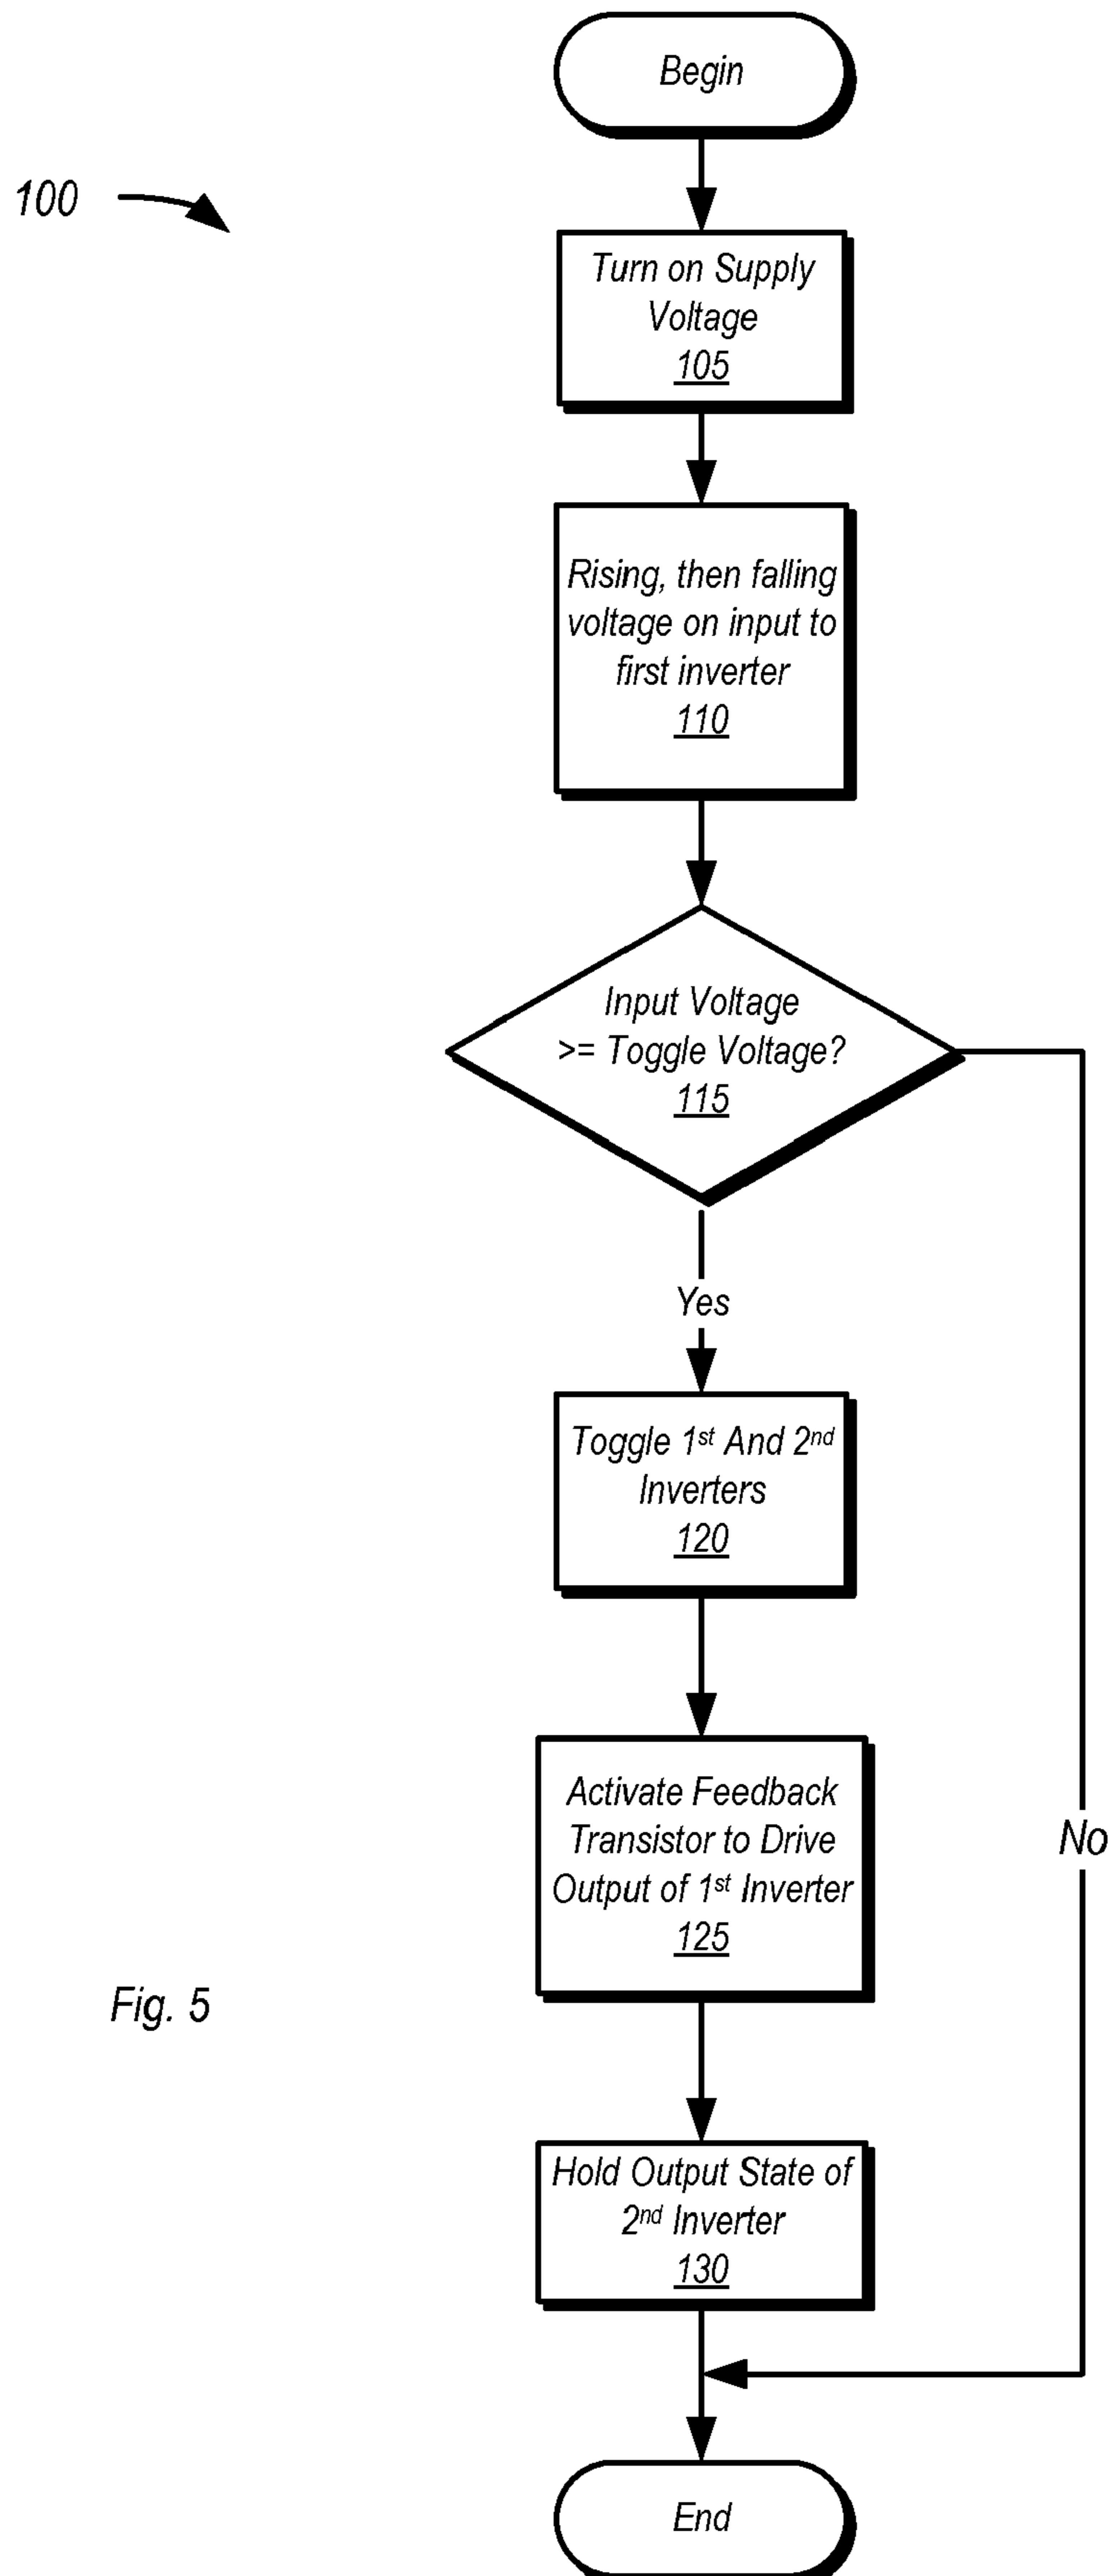 Begin
100
Turn on Supply
Voltage
105
Rising, then falling
voltage on input to
first inverter
110
Input Voltage
>= Toggle Voltage?
115
Yes
Toggle 1st And 2nd
Inverters
120
Activate Feedback
Transistor to Drive
Output of 1st Inverter
125
No
Fig. 5
Hold Output State of
2nd Inverter
130
End